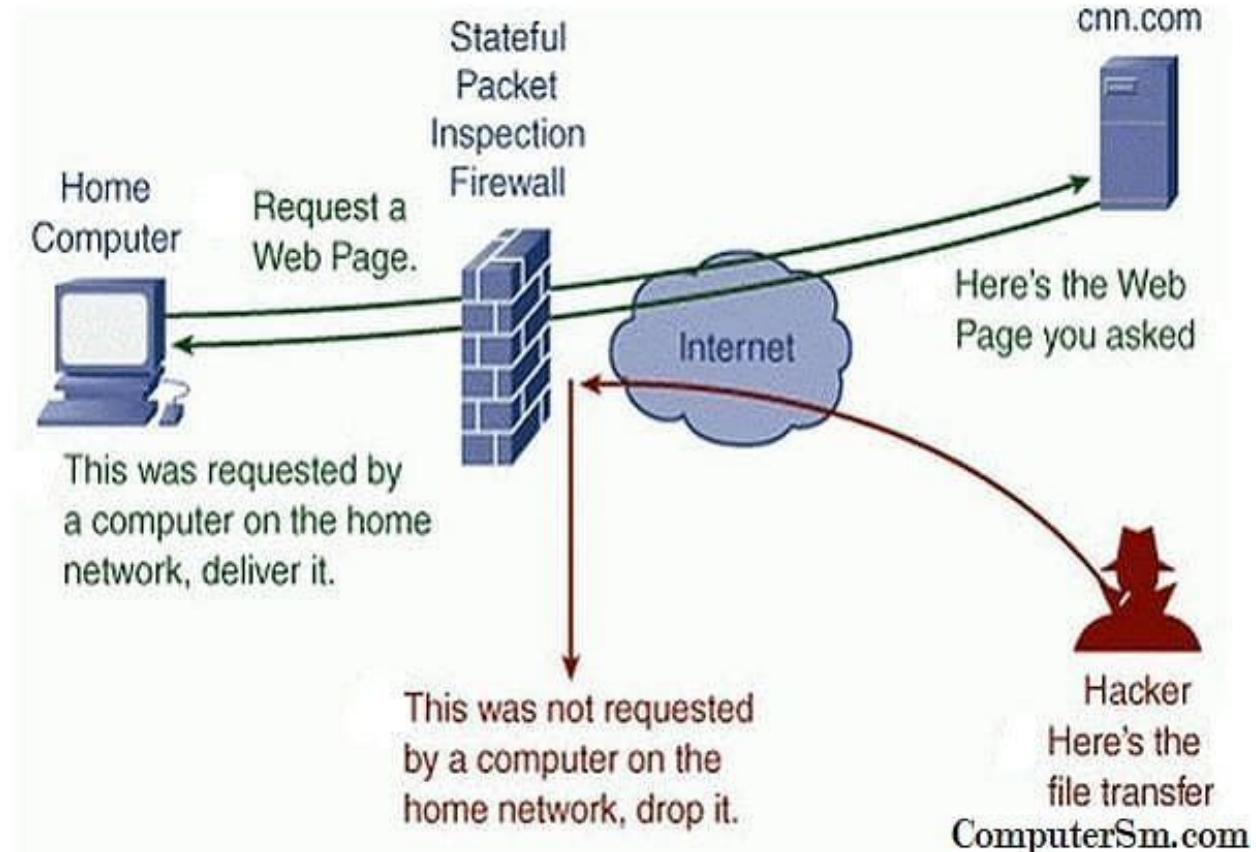 cnn.com
Stateful
Packet
Inspection
Firewall
Home
Computer
Request a
Web Page.
Here's the Web
Page you asked
Internet
This was requested by
a computer on the home
network, deliver it.
This was not requested
by a computer on the
home network, drop it.
Hacker
Here's the
file transfer
ComputerSm.com